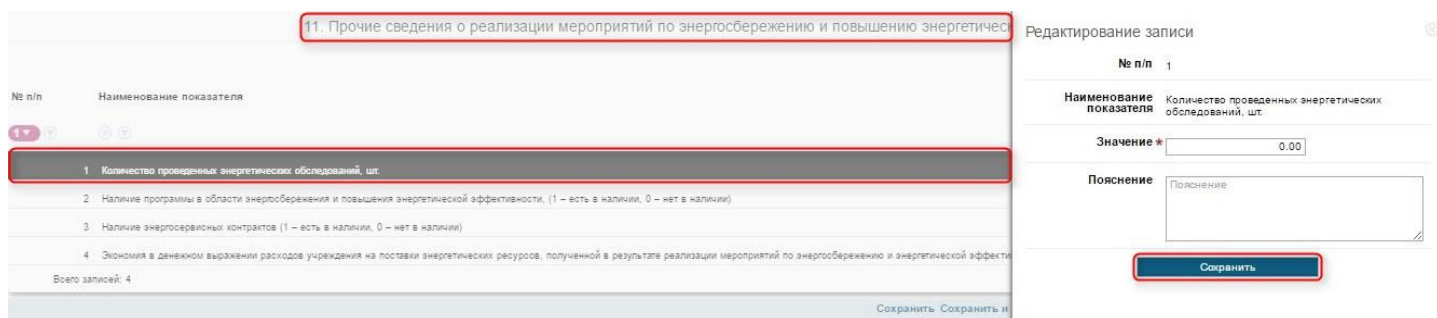 11. Прочие сведения о реализации мероприятий по энергосбережению и повышению энергетическ
№ п/п Наименование показателя
1
1 Количество проведенных энергетических обследований, шт.
2 Наличие программы в области энергосбережения и повышения энергетической эффективности, (1 – есть в наличии, 0 – нет в наличии)
3 Наличие энергосервисных контрактов (1 – есть в наличии, 0 – нет в наличии)
4 Экономия в денежном выражении расходов учреждения на поставки энергетических ресурсов, полученной в результате реализации мероприятий по энергосбережению и энергетической эффекти
Всего записей: 4
Сохранить Сохранить и
Редактирование записи
№ п/п 1
Наименование показателя
Количество проведенных энергетических
обследований, шт.
Значение * 0.00
Пояснение Пояснение
Сохранить